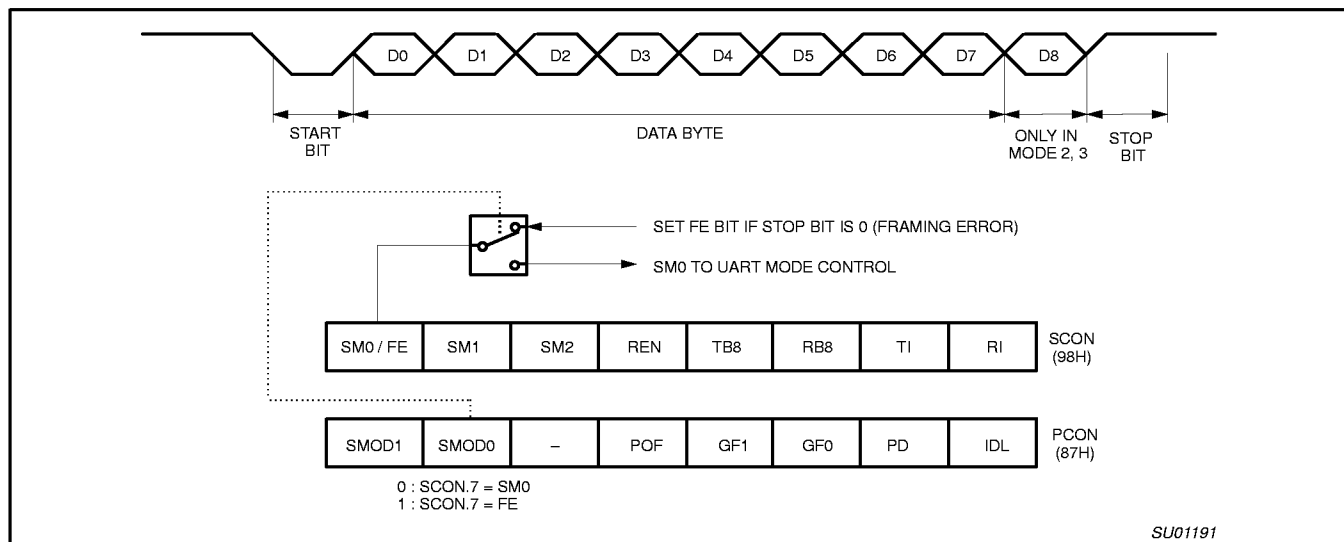 D0 D1 D2 D3 D4 D5 D6 D7 D8
START
BIT
DATA BYTE
ONLY IN
MODE 2, 3
STOP
BIT
SET FE BIT IF STOP BIT IS 0 (FRAMING ERROR)
SM0 TO UART MODE CONTROL
SM0 / FE SM1 SM2 REN TB8 RB8 TI RI
SCON
(98H)
SMOD1 SMOD0 – POF GF1 GF0 PD IDL
PCON
(87H)
0 : SCON.7 = SM0
1 : SCON.7 = FE
SU01191